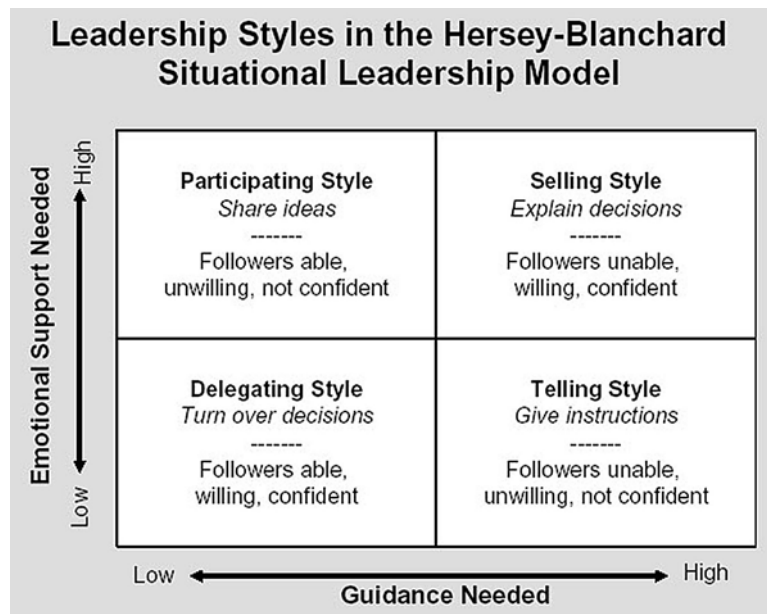 Leadership Styles in the Hersey-Blanchard
Situational Leadership Model
Emotional Support Needed
High
Low
Participating Style
Share ideas
-------
Followers able,
unwilling, not confident
Selling Style
Explain decisions
-------
Followers unable,
willing, confident
Delegating Style
Turn over decisions
-------
Followers able,
willing, confident
Telling Style
Give instructions
-------
Followers unable,
unwilling, not confident
Low
High
Guidance Needed